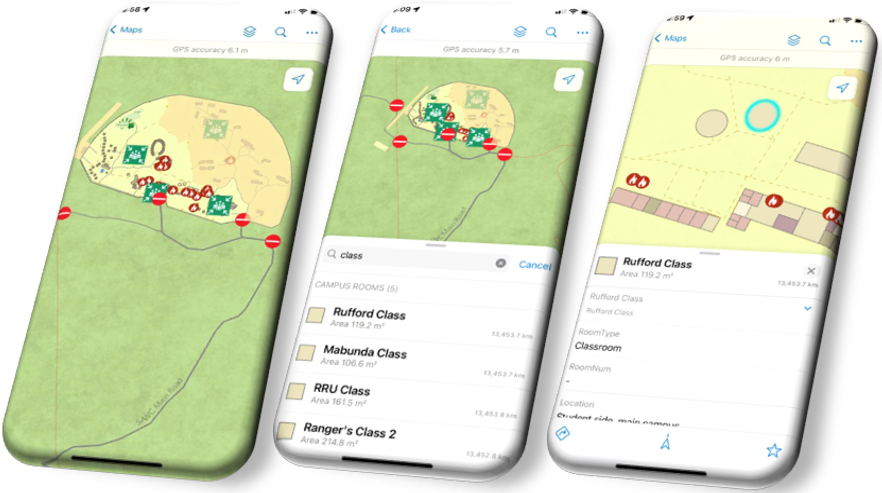 :58
Maps
GPS accuracy 6.1 m
SAWC Main Road
:09
Back
GPS accuracy 5.7 m
Main Road
class
Cancel
CAMPUS ROOMS (5)
Rufford Class
Area 119.2 m²
13,453.7 km
Mabunda Class
Area 106.6 m²
13,453.7 km
RRU Class
Area 161.5 m²
13,453.8 km
Ranger's Class 2
Area 214.8 m²
13,452.8 km
:59
Maps
GPS accuracy 6 m
Rufford Class
Area 119.2 m²
13,453.7 km
Rufford Class
Rufford Class
RoomType
Classroom
RoomNum
-
Location
Student side, main campus